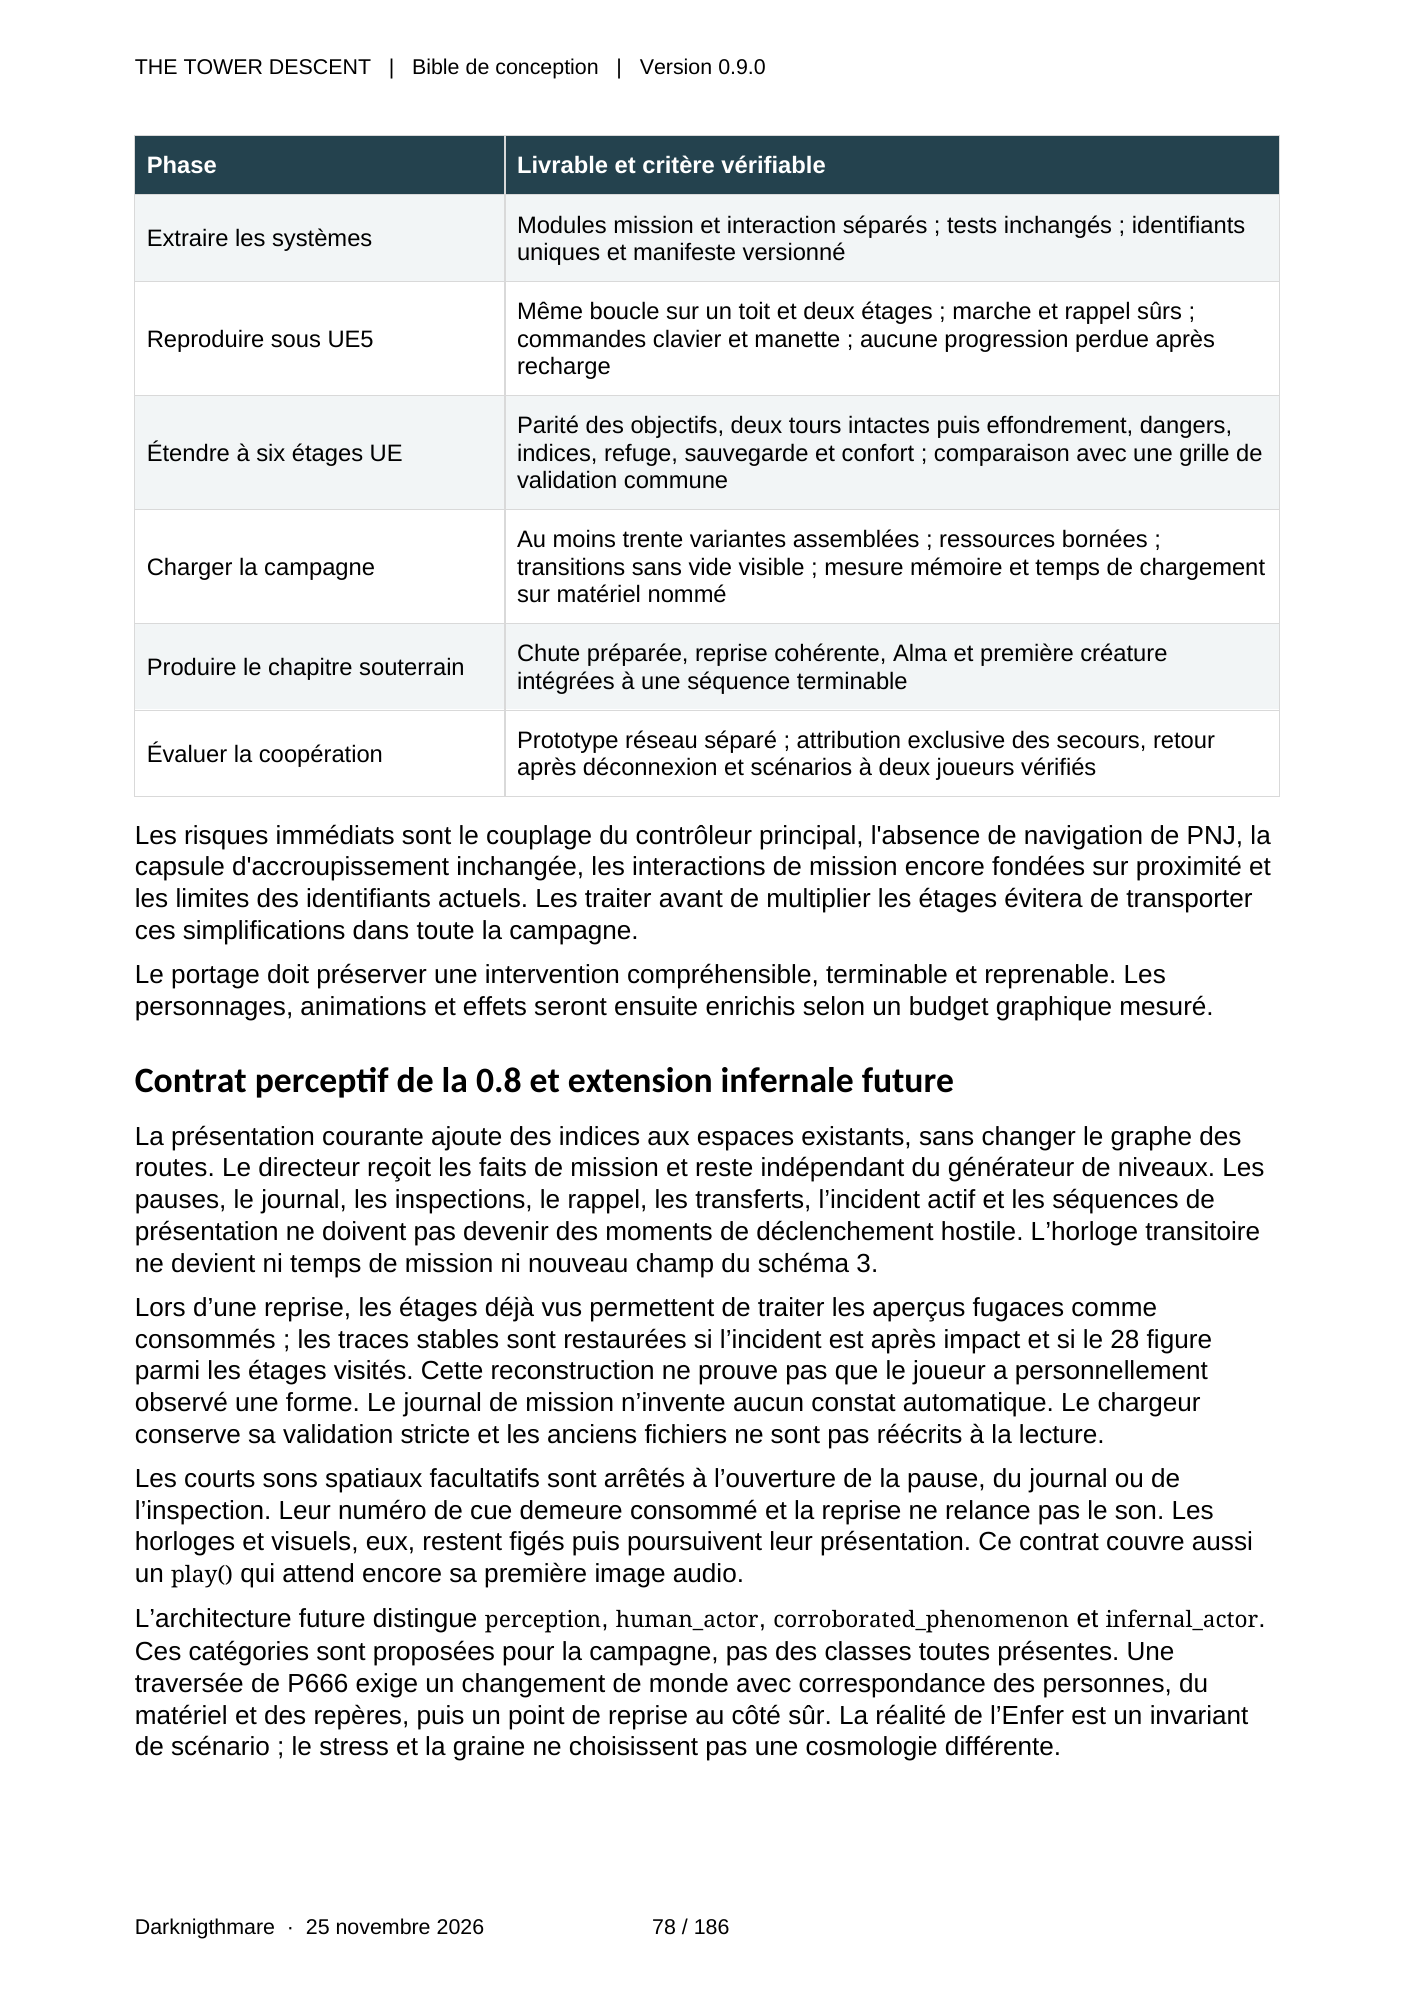 THE TOWER DESCENT | Bible de conception | Version 0.9.0
Phase
Livrable et critère vérifiable
Extraire les systèmes
Modules mission et interaction séparés ; tests inchangés ; identifiants
uniques et manifeste versionné
Reproduire sous UE5
Même boucle sur un toit et deux étages ; marche et rappel sûrs ;
commandes clavier et manette ; aucune progression perdue après
recharge
Étendre à six étages UE
Parité des objectifs, deux tours intactes puis effondrement, dangers,
indices, refuge, sauvegarde et confort ; comparaison avec une grille de
validation commune
Charger la campagne
Au moins trente variantes assemblées ; ressources bornées ;
transitions sans vide visible ; mesure mémoire et temps de chargement
sur matériel nommé
Produire le chapitre souterrain
Chute préparée, reprise cohérente, Alma et première créature
intégrées à une séquence terminable
Évaluer la coopération
Prototype réseau séparé ; attribution exclusive des secours, retour
après déconnexion et scénarios à deux joueurs vérifiés
Les risques immédiats sont le couplage du contrôleur principal, l'absence de navigation de PNJ, la
capsule d'accroupissement inchangée, les interactions de mission encore fondées sur proximité et
les limites des identifiants actuels. Les traiter avant de multiplier les étages évitera de transporter
ces simplifications dans toute la campagne.
Le portage doit préserver une intervention compréhensible, terminable et reprenable. Les
personnages, animations et effets seront ensuite enrichis selon un budget graphique mesuré.
Contrat perceptif de la 0.8 et extension infernale future
La présentation courante ajoute des indices aux espaces existants, sans changer le graphe des
routes. Le directeur reçoit les faits de mission et reste indépendant du générateur de niveaux. Les
pauses, le journal, les inspections, le rappel, les transferts, l’incident actif et les séquences de
présentation ne doivent pas devenir des moments de déclenchement hostile. L’horloge transitoire
ne devient ni temps de mission ni nouveau champ du schéma 3.
Lors d’une reprise, les étages déjà vus permettent de traiter les aperçus fugaces comme
consommés ; les traces stables sont restaurées si l’incident est après impact et si le 28 figure
parmi les étages visités. Cette reconstruction ne prouve pas que le joueur a personnellement
observé une forme. Le journal de mission n’invente aucun constat automatique. Le chargeur
conserve sa validation stricte et les anciens fichiers ne sont pas réécrits à la lecture.
Les courts sons spatiaux facultatifs sont arrêtés à l’ouverture de la pause, du journal ou de
l’inspection. Leur numéro de cue demeure consommé et la reprise ne relance pas le son. Les
horloges et visuels, eux, restent figés puis poursuivent leur présentation. Ce contrat couvre aussi
un play() qui attend encore sa première image audio.
L’architecture future distingue perception, human_actor, corroborated_phenomenon et infernal_actor.
Ces catégories sont proposées pour la campagne, pas des classes toutes présentes. Une
traversée de P666 exige un changement de monde avec correspondance des personnes, du
matériel et des repères, puis un point de reprise au côté sûr. La réalité de l’Enfer est un invariant
de scénario ; le stress et la graine ne choisissent pas une cosmologie différente.
Darknigthmare · 25 novembre 2026
78 / 186